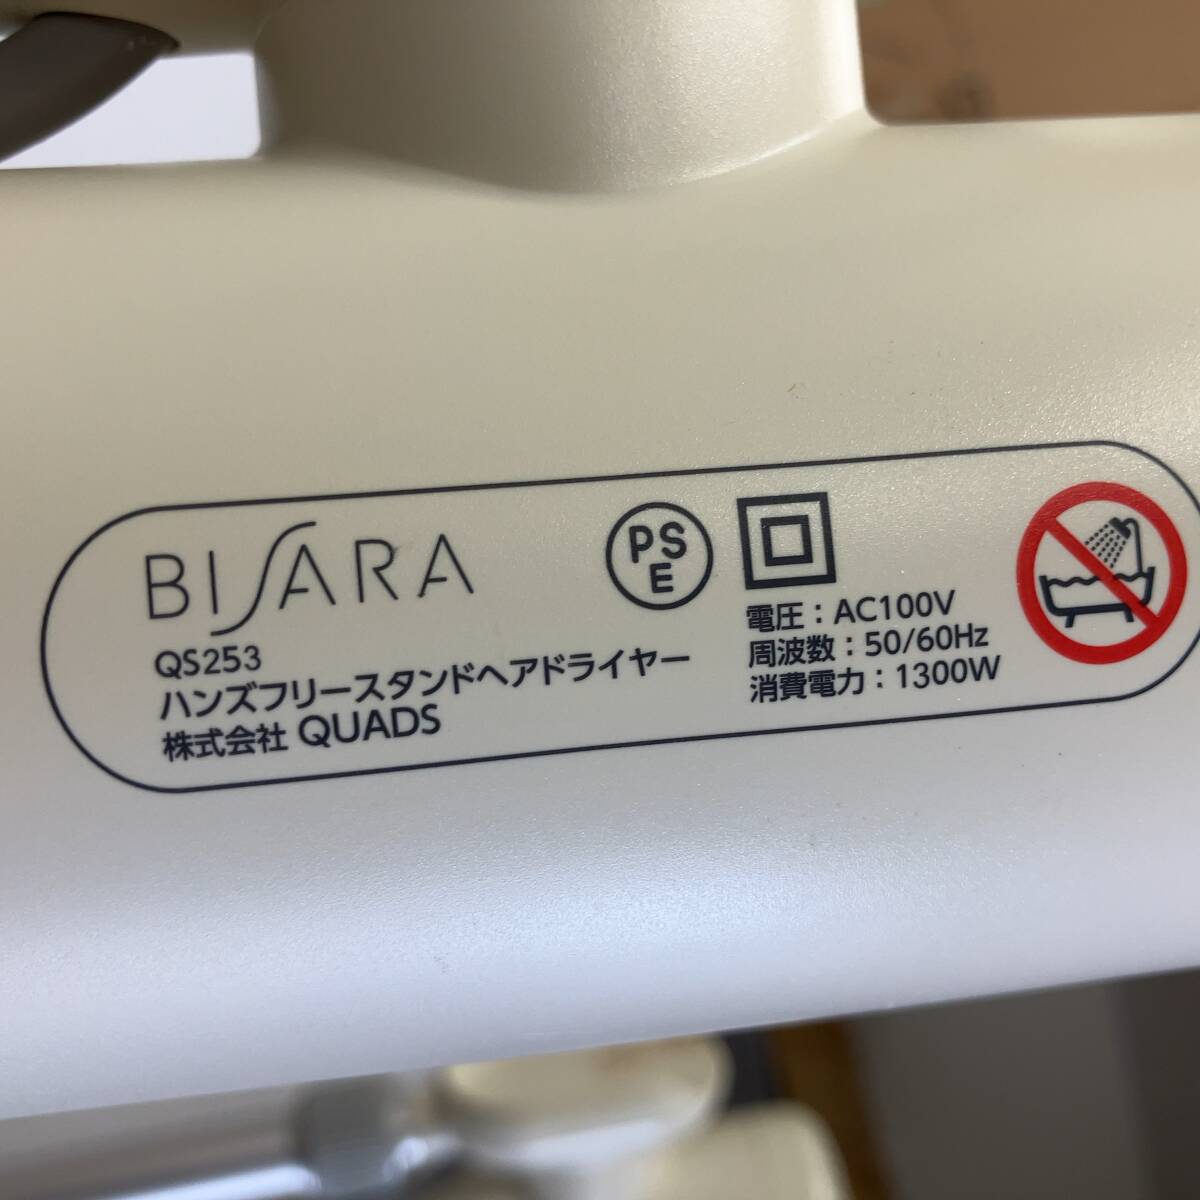 BISARA
QS253
ハンズフリースタンドヘアドライヤー
株式会社 QUADS
PSE
電圧：AC100V
周波数：50/60Hz
消費電力：1300W